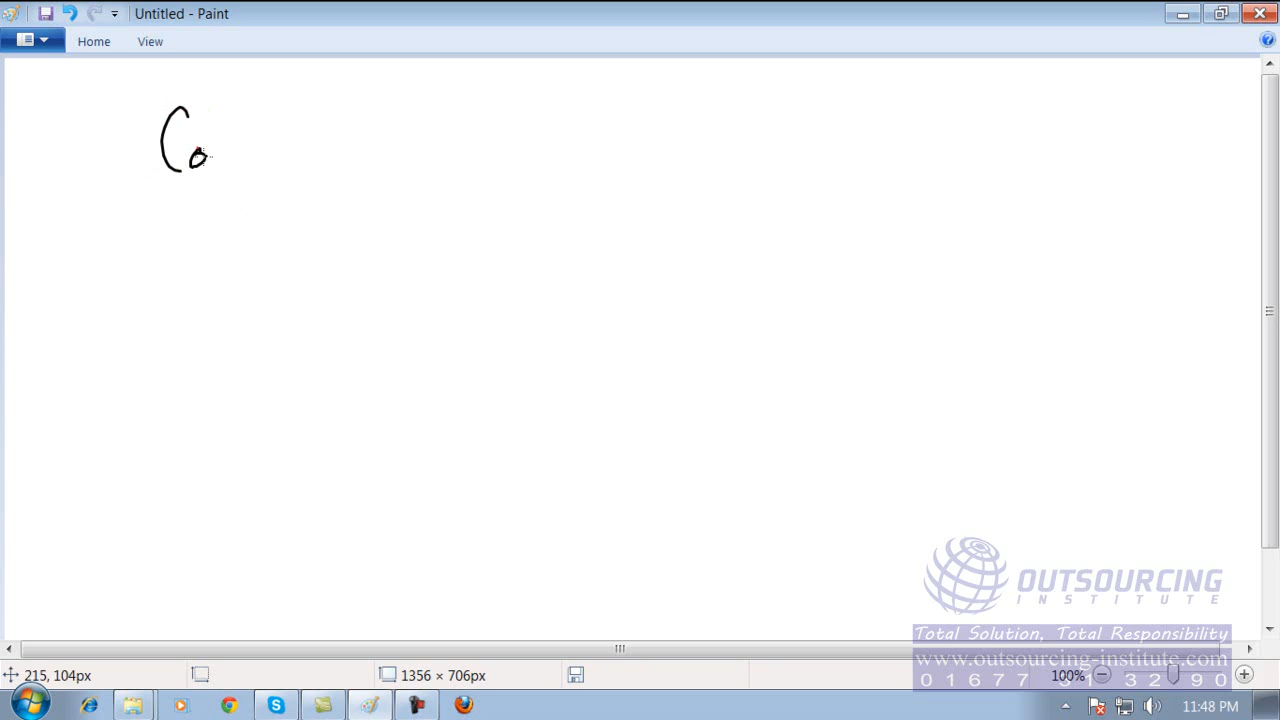 Untitled - Paint
Home View
Co
OUTSOURCING
INSTITUTE
Total Solution, Total Responsibility
www.outsourcing-institute.com
215, 104px
1356 × 706px
100%
11:48 PM